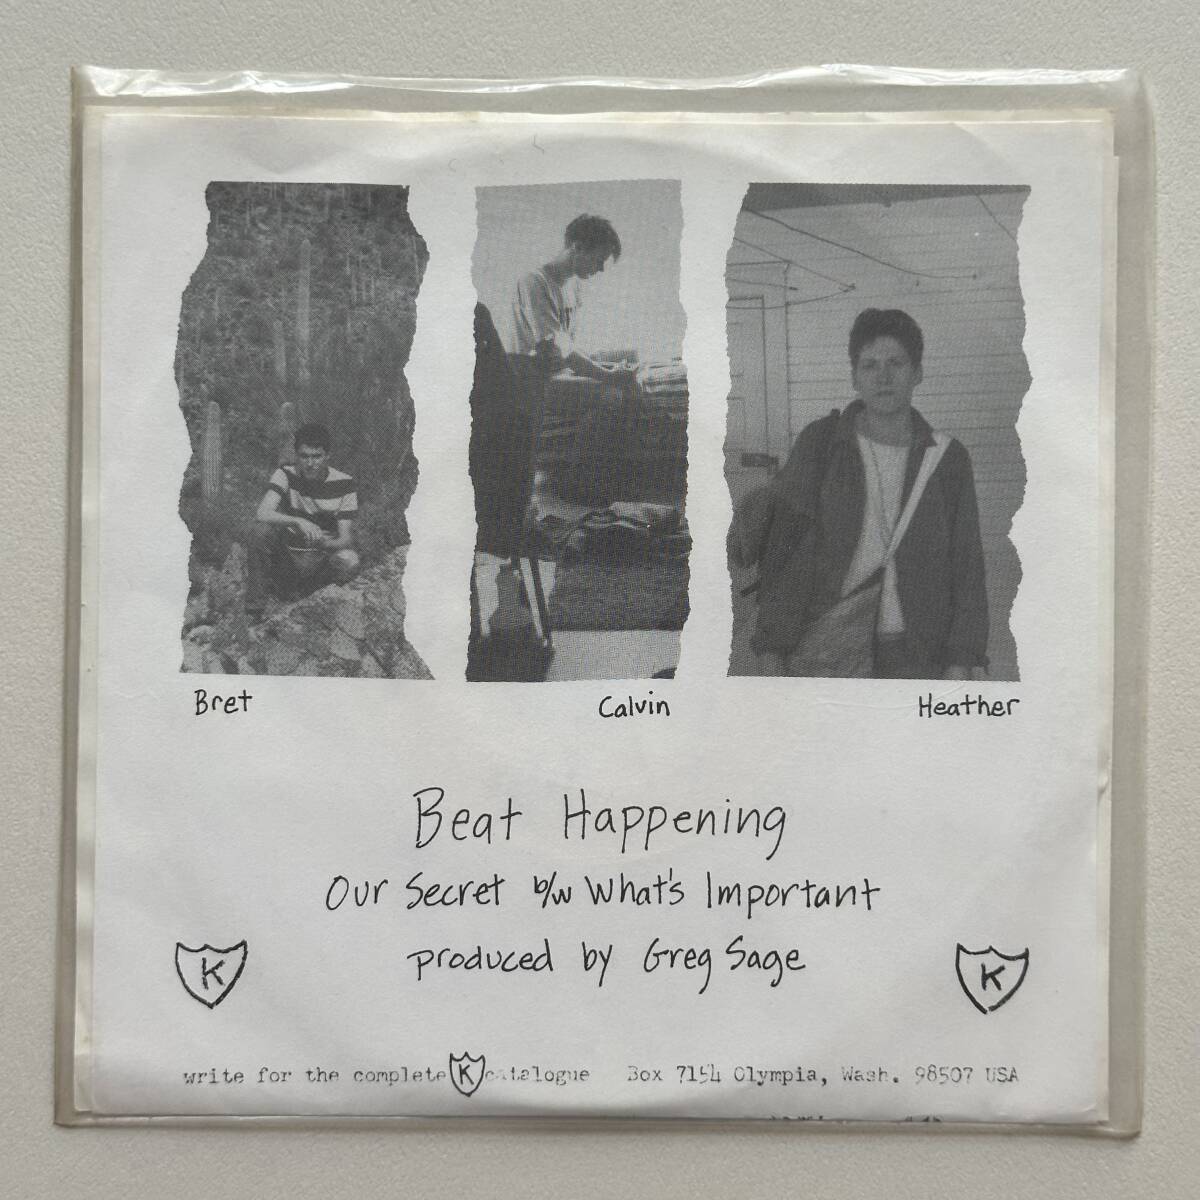 Bret Calvin Heather
Beat Happening
Our Secret b/w What's Important
produced by Greg Sage
K K
write for the complete K catalogue Box 7154 Olympia, Wash. 98507 USA